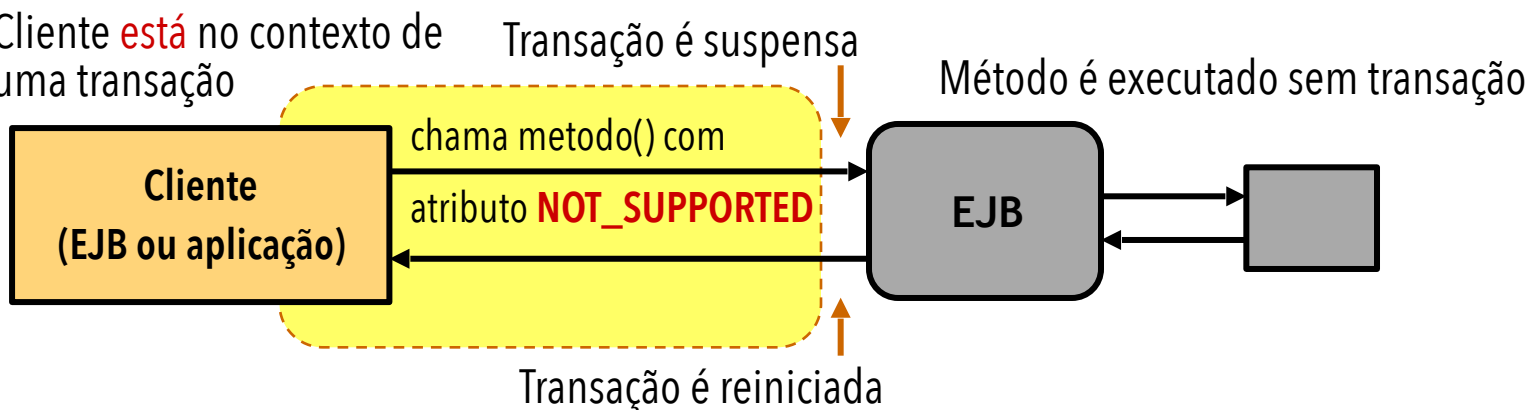 Cliente está no contexto de
uma transação
Transação é suspensa
Método é executado sem transação
chama metodo() com
atributo NOT_SUPPORTED
Cliente
(EJB ou aplicação)
EJB
Transação é reiniciada